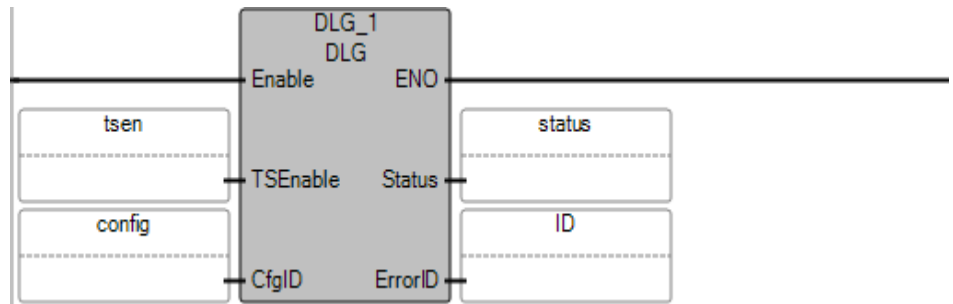 DLG_1
DLG
Enable ENO
tsen status
TSEnable Status
config ID
CfgID ErrorID